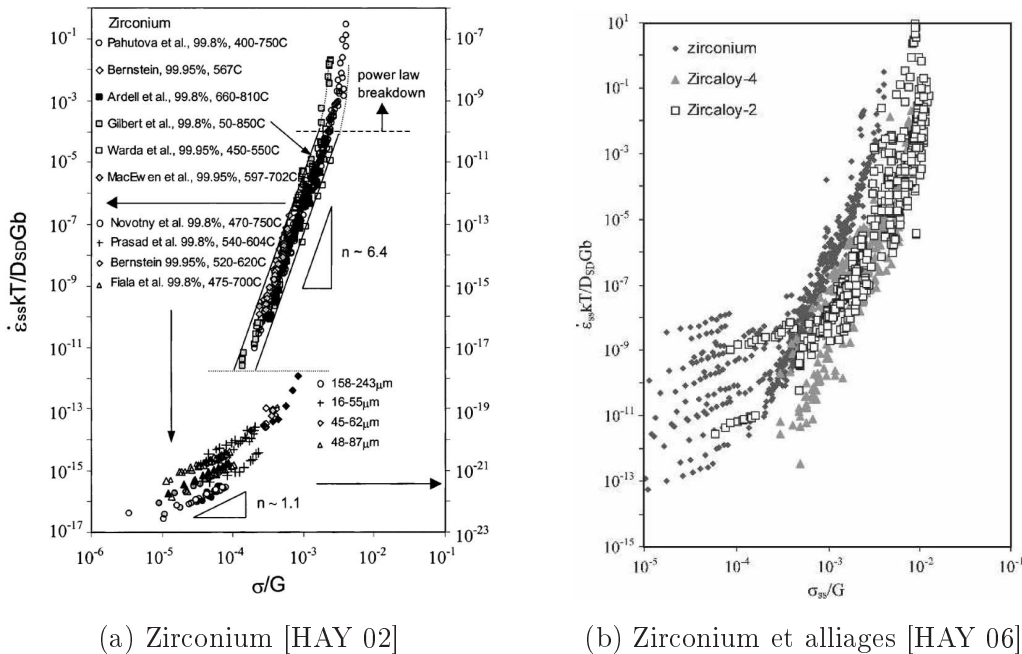 Zirconium
Pahutova et al., 99.8%, 400-750C
Bernstein, 99.95%, 567C
Ardell et al., 99.8%, 660-810C
Gilbert et al., 99.8%, 50-850C
Warda et al., 99.95%, 450-550C
MacEwen et al., 99.95%, 597-702C
Novotny et al. 99.8%, 470-750C
Prasad et al. 99.8%, 540-604C
Bernstein 99.95%, 520-620C
Fiala et al. 99.8%, 475-700C
power law
breakdown
n ~ 6.4
158-243μm
16-55μm
45-62μm
48-87μm
n ~ 1.1
10⁻¹
10⁻³
10⁻⁵
10⁻⁷
10⁻⁹
10⁻¹¹
10⁻¹³
10⁻¹⁵
10⁻¹⁷
10⁻⁷
10⁻⁹
10⁻¹¹
10⁻¹³
10⁻¹⁵
10⁻¹⁷
10⁻¹⁹
10⁻²¹
10⁻²³
10⁻⁶ 10⁻⁵ 10⁻⁴ 10⁻³ 10⁻² 10⁻¹
ε̇sskT/DSDGb
σ/G
(a) Zirconium [HAY 02]
zirconium
Zircaloy-4
Zircaloy-2
10¹
10⁻¹
10⁻³
10⁻⁵
10⁻⁷
10⁻⁹
10⁻¹¹
10⁻¹³
10⁻¹⁵
10⁻⁵ 10⁻⁴ 10⁻³ 10⁻² 10⁻¹
ε̇sskT/DSDGb
σss/G
(b) Zirconium et alliages [HAY 06]